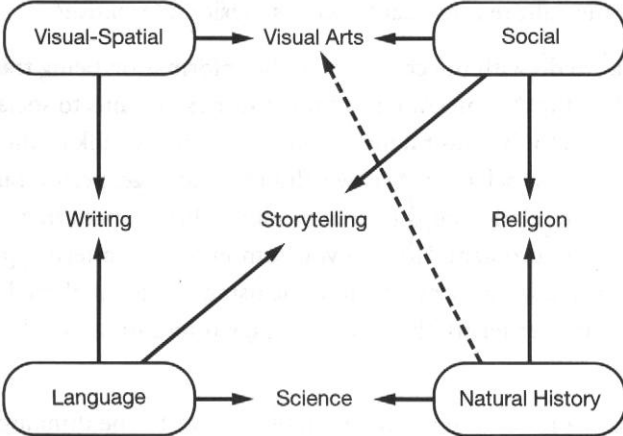 Visual-Spatial
Visual Arts
Social
Writing
Storytelling
Religion
Language
Science
Natural History